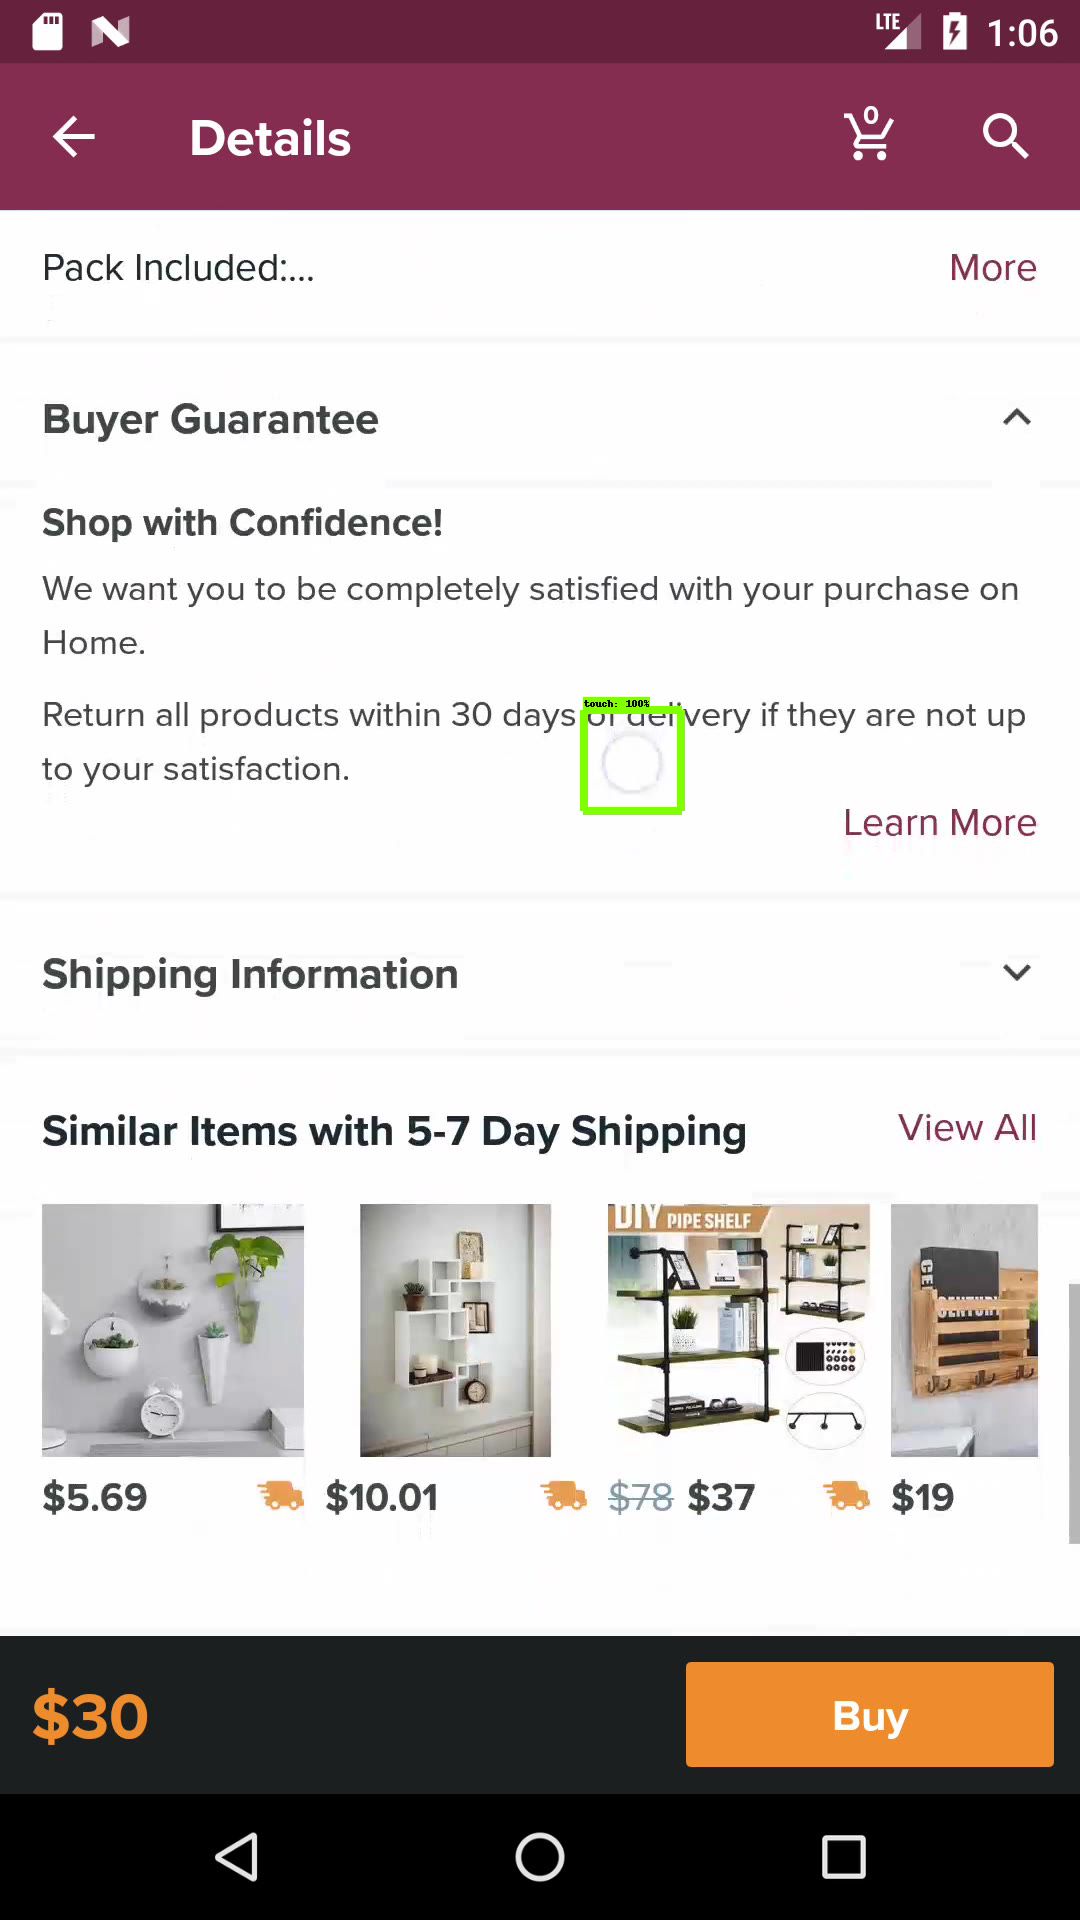 LTE 1:06
Details 0
Pack Included:... More
Buyer Guarantee
Shop with Confidence!
We want you to be completely satisfied with your purchase on
Home.
touch: 100%
Return all products within 30 days of delivery if they are not up
to your satisfaction.
Learn More
Shipping Information
Similar Items with 5-7 Day Shipping View All
DIY PIPE SHELF
$5.69 $10.01 $78 $37 $19
$30 Buy